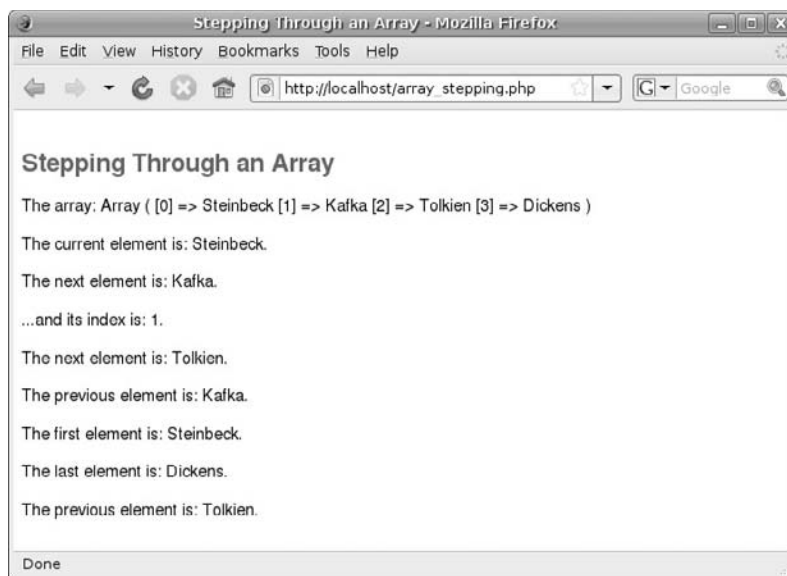 Stepping Through an Array - Mozilla Firefox
File Edit View History Bookmarks Tools Help
http://localhost/array_stepping.php G Google
Stepping Through an Array
The array: Array ( [0] => Steinbeck [1] => Kafka [2] => Tolkien [3] => Dickens )
The current element is: Steinbeck.
The next element is: Kafka.
...and its index is: 1.
The next element is: Tolkien.
The previous element is: Kafka.
The first element is: Steinbeck.
The last element is: Dickens.
The previous element is: Tolkien.
Done